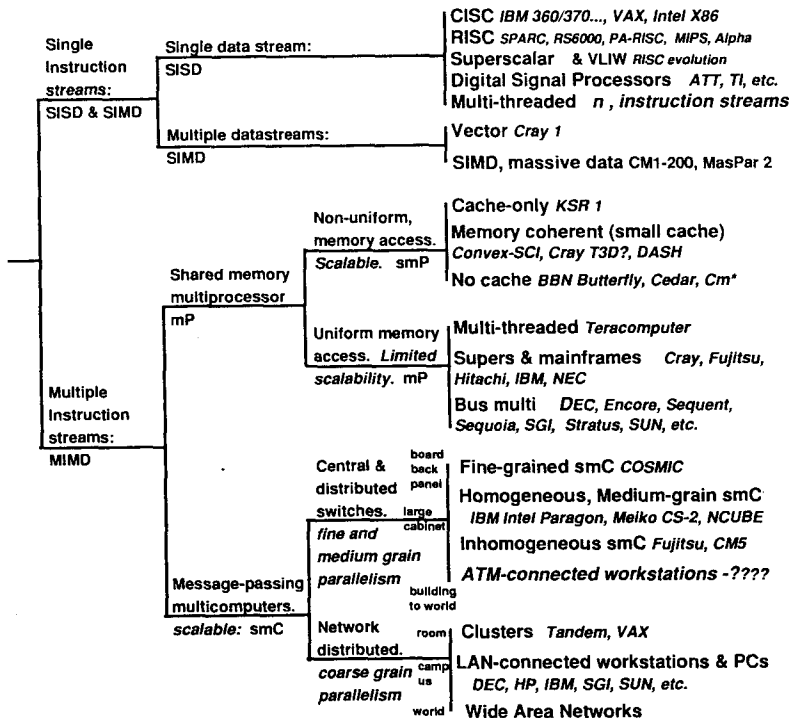 Single
Instruction
streams:
SISD & SIMD
Single data stream:
SISD
CISC IBM 360/370..., VAX, Intel X86
RISC SPARC, RS6000, PA-RISC, MIPS, Alpha
Superscalar & VLIW RISC evolution
Digital Signal Processors ATT, TI, etc.
Multi-threaded n , instruction streams
Multiple datastreams:
SIMD
Vector Cray 1
SIMD, massive data CM1-200, MasPar 2
Multiple
Instruction
streams:
MIMD
Shared memory
multiprocessor
mP
Non-uniform,
memory access.
Scalable. smP
Cache-only KSR 1
Memory coherent (small cache)
Convex-SCI, Cray T3D?, DASH
No cache BBN Butterfly, Cedar, Cm*
Uniform memory
access. Limited
scalability. mP
Multi-threaded Teracomputer
Supers & mainframes Cray, Fujitsu,
Hitachi, IBM, NEC
Bus multi DEC, Encore, Sequent,
Sequoia, SGI, Stratus, SUN, etc.
Message-passing
multicomputers.
scalable: smC
Central &
distributed
switches.
fine and
medium grain
parallelism
board
back
panel
large
cabinet
building
to world
Fine-grained smC COSMIC
Homogeneous, Medium-grain smC
IBM Intel Paragon, Meiko CS-2, NCUBE
Inhomogeneous smC Fujitsu, CM5
ATM-connected workstations -????
Network
distributed.
coarse grain
parallelism
room
camp
us
world
Clusters Tandem, VAX
LAN-connected workstations & PCs
DEC, HP, IBM, SGI, SUN, etc.
Wide Area Networks